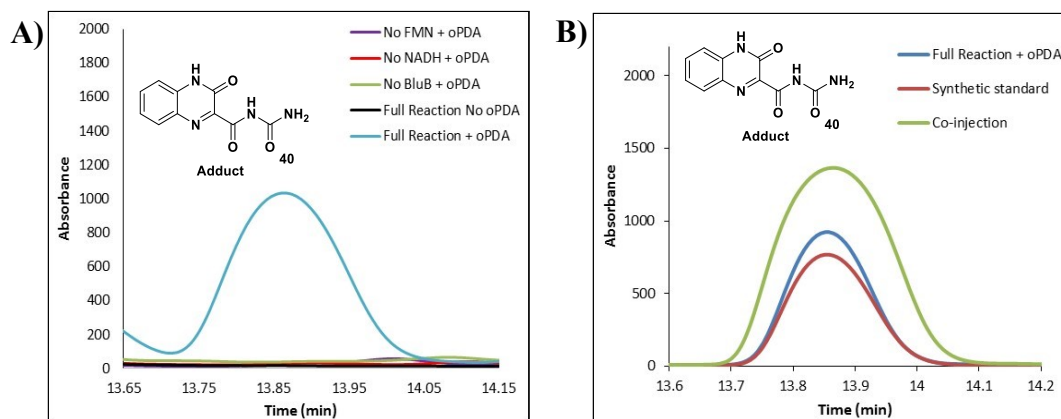 A)
2000
1800
1600
1400
1200
1000
800
600
400
200
0
Absorbance
13.65
13.75
13.85
13.95
14.05
14.15
Time (min)
No FMN + oPDA
No NADH + oPDA
No BluB + oPDA
Full Reaction No oPDA
Full Reaction + oPDA
H
N
O
N
H
N
NH2
O
O
Adduct
40
B)
2000
1500
1000
500
0
Absorbance
13.6
13.7
13.8
13.9
14
14.1
14.2
Time (min)
Full Reaction + oPDA
Synthetic standard
Co-injection
H
N
O
N
H
N
NH2
O
O
Adduct
40